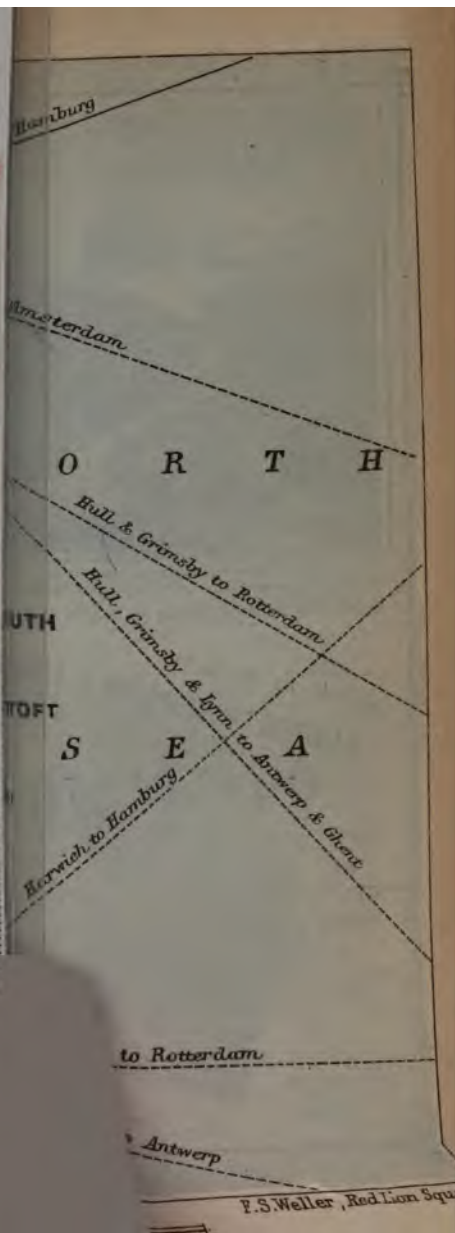 Hamburg
Amsterdam
O R T H
Hull & Grimsby to Rotterdam
Hull, Grimsby & Lynn to Antwerp & Ghent
UTH
TOFT
S E A
Harwich to Hamburg
to Rotterdam
Antwerp
F.S.Weller, Red Lion Squ